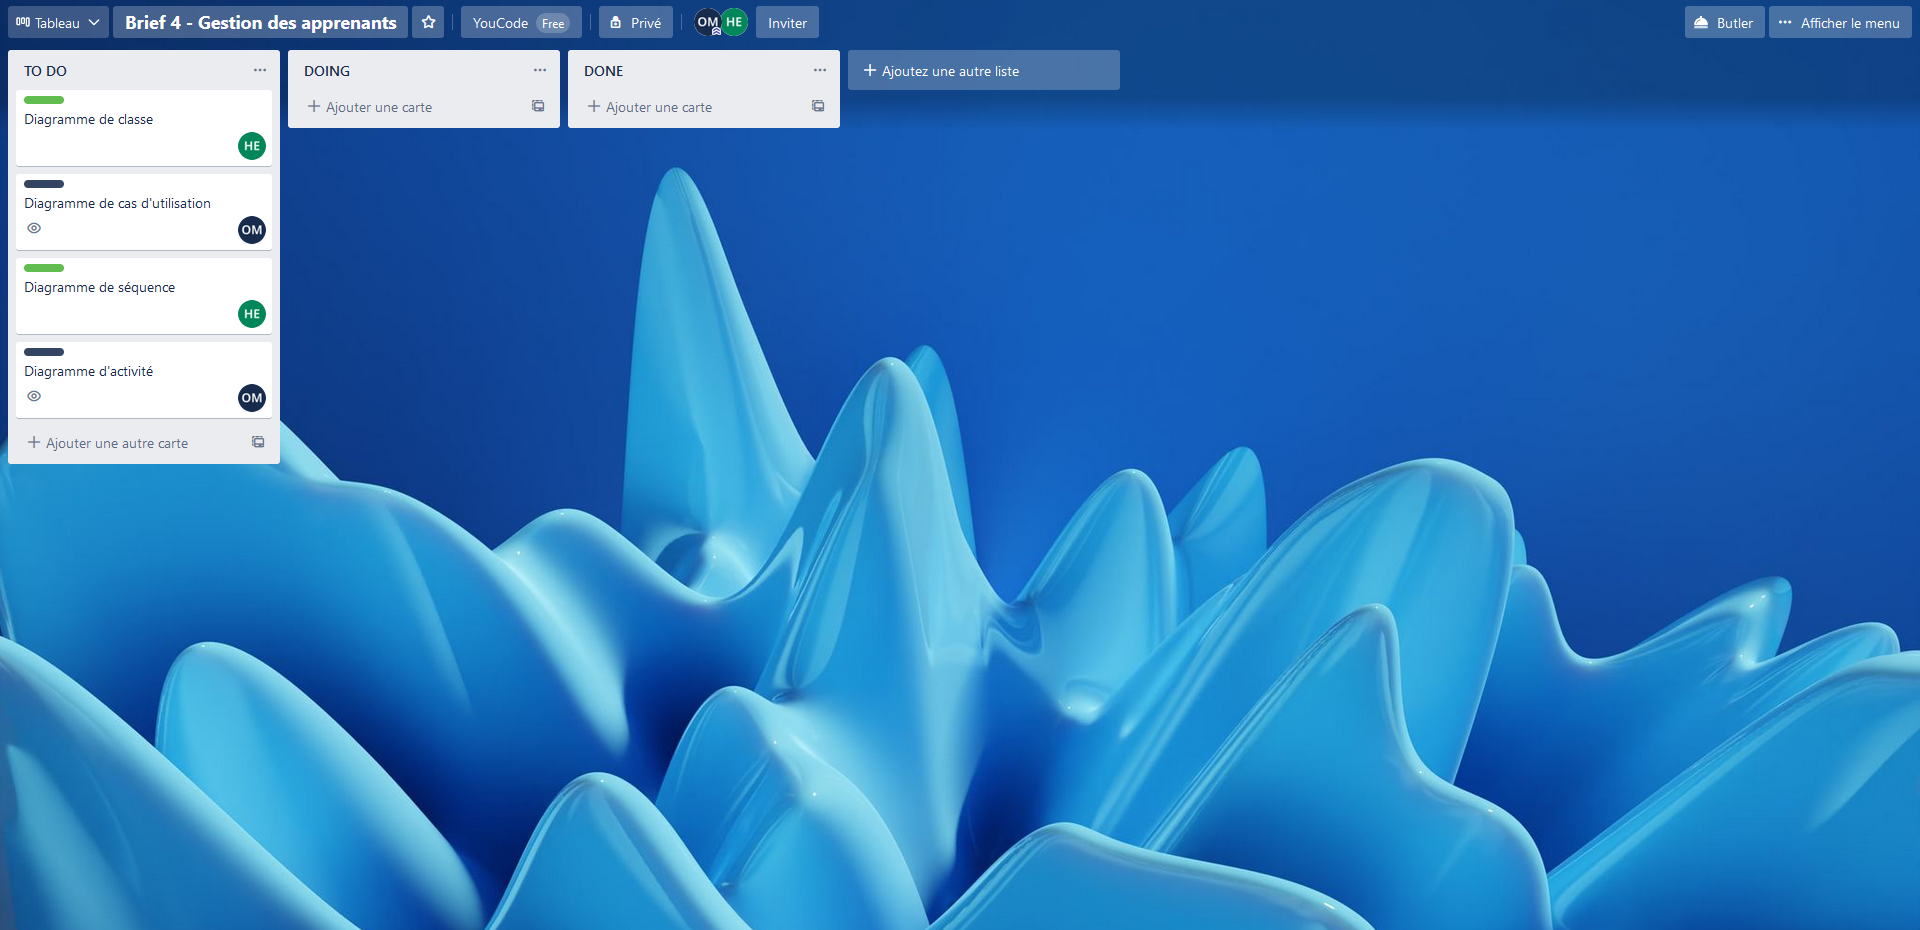 Tableau
Brief 4 - Gestion des apprenants
YouCode Free
Privé
OM HE
Inviter
Butler
Afficher le menu
TO DO
Diagramme de classe
HE
Diagramme de cas d'utilisation
OM
Diagramme de séquence
HE
Diagramme d'activité
OM
Ajouter une autre carte
DOING
Ajouter une carte
DONE
Ajouter une carte
Ajoutez une autre liste